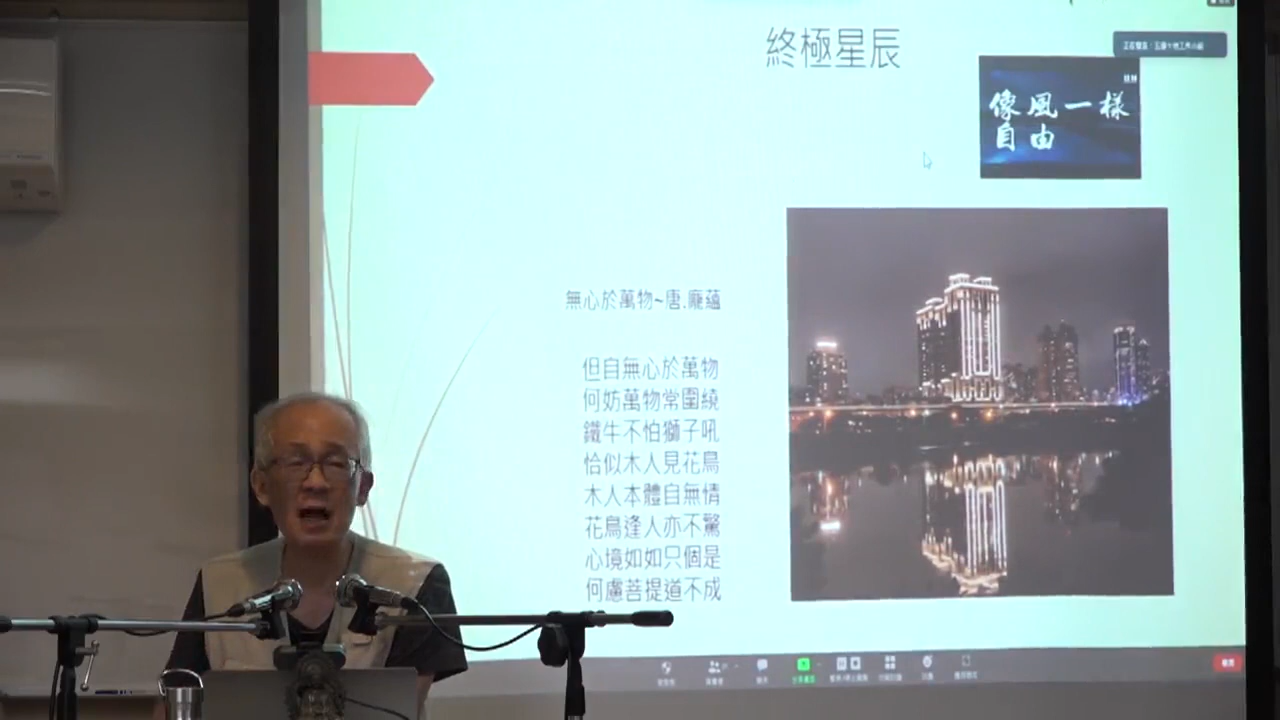 終極星辰
像風一樣
自由
無心於萬物~唐.龐蘊
但自無心於萬物
何妨萬物常圍繞
鐵牛不怕獅子吼
恰似木人見花鳥
木人本體自無情
花鳥逢人亦不驚
心境如如只個是
何慮菩提道不成